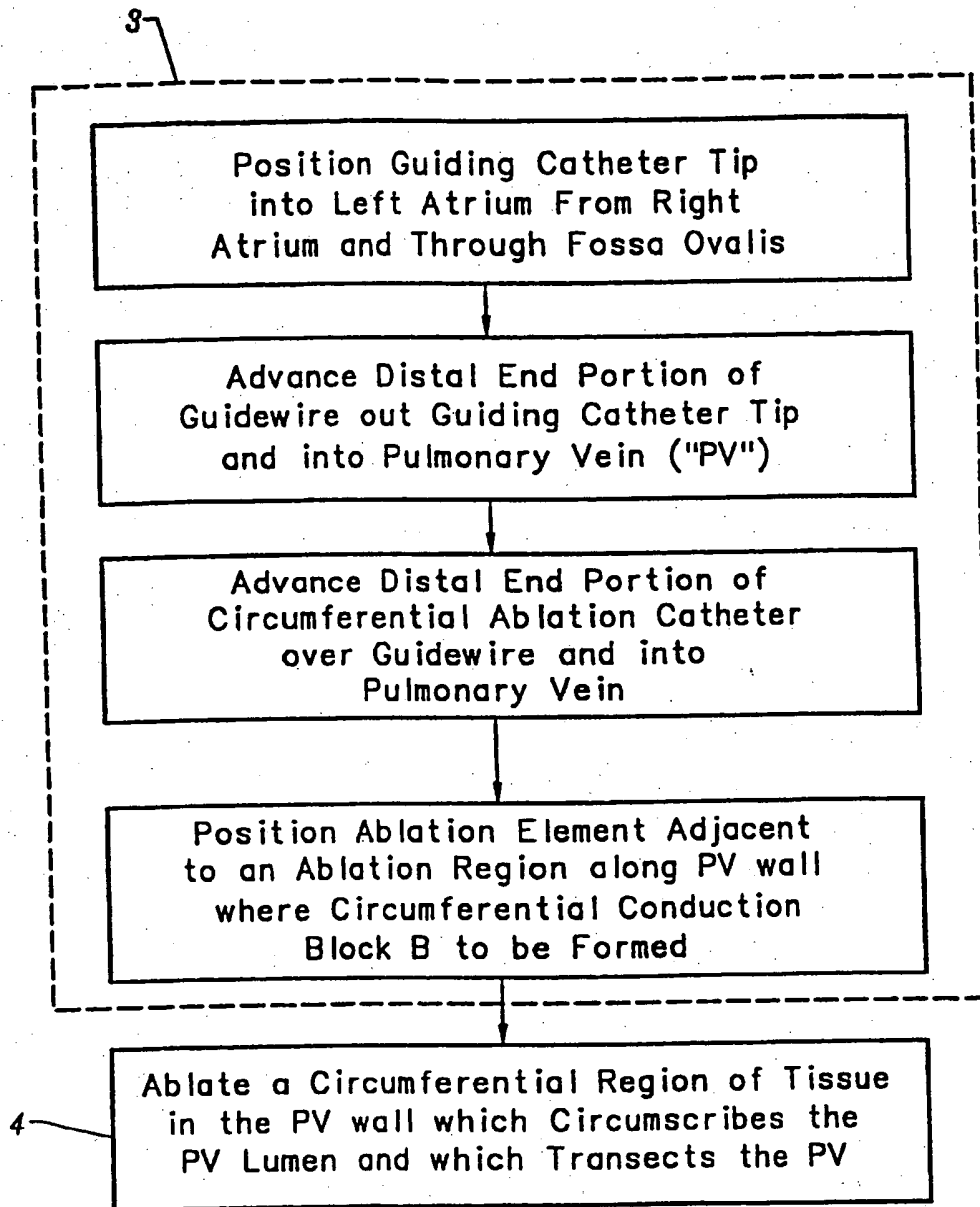 3
Position Guiding Catheter Tip
into Left Atrium From Right
Atrium and Through Fossa Ovalis
Advance Distal End Portion of
Guidewire out Guiding Catheter Tip
and into Pulmonary Vein ("PV")
Advance Distal End Portion of
Circumferential Ablation Catheter
over Guidewire and into
Pulmonary Vein
Position Ablation Element Adjacent
to an Ablation Region along PV wall
where Circumferential Conduction
Block B to be Formed
4
Ablate a Circumferential Region of Tissue
in the PV wall which Circumscribes the
PV Lumen and which Transects the PV